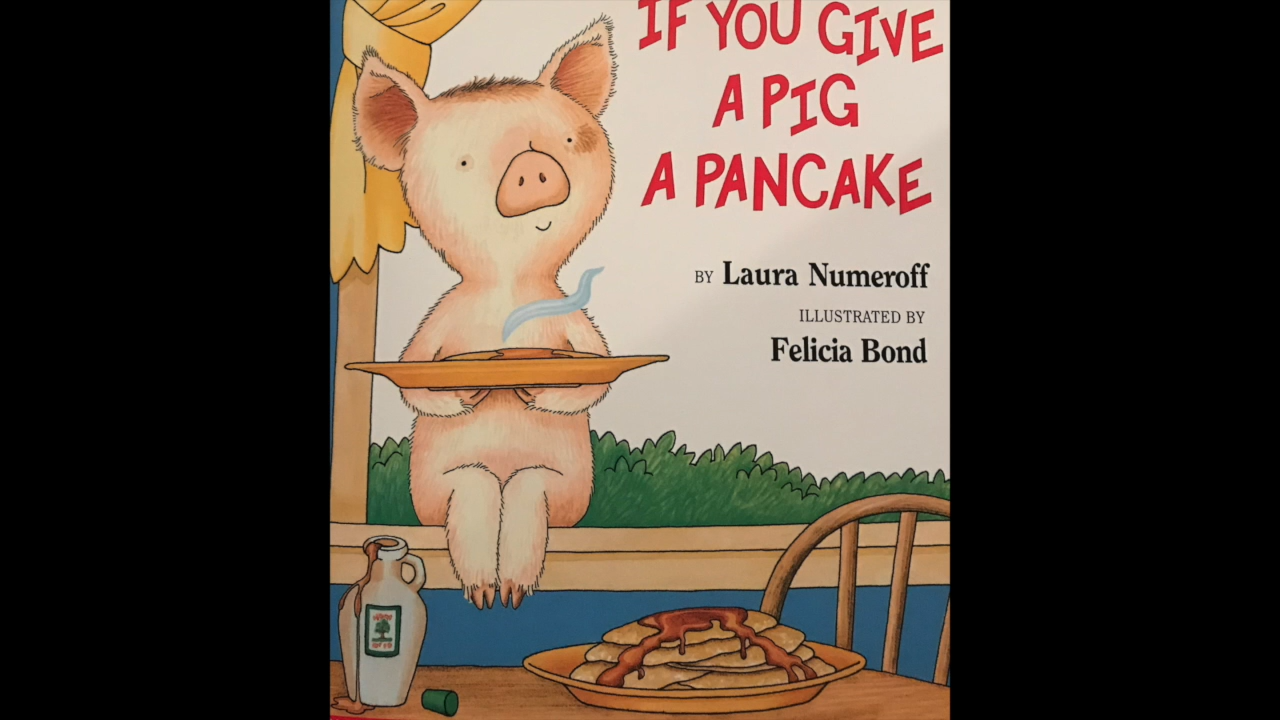 IF YOU GIVE
A PIG
A PANCAKE
BY Laura Numeroff
ILLUSTRATED BY
Felicia Bond